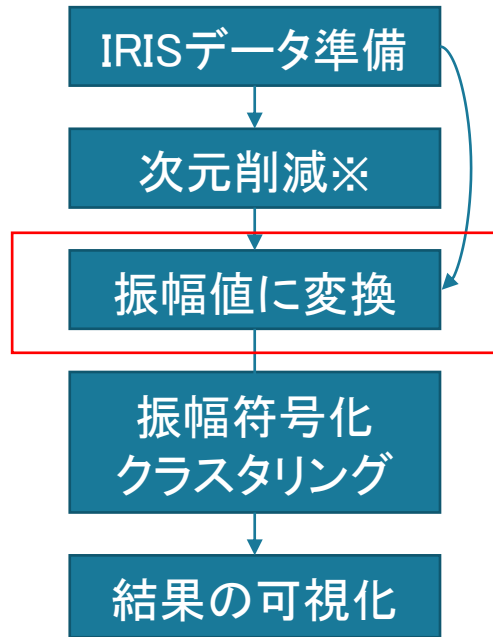 IRISデータ準備
次元削減※
振幅値に変換
振幅符号化
クラスタリング
結果の可視化